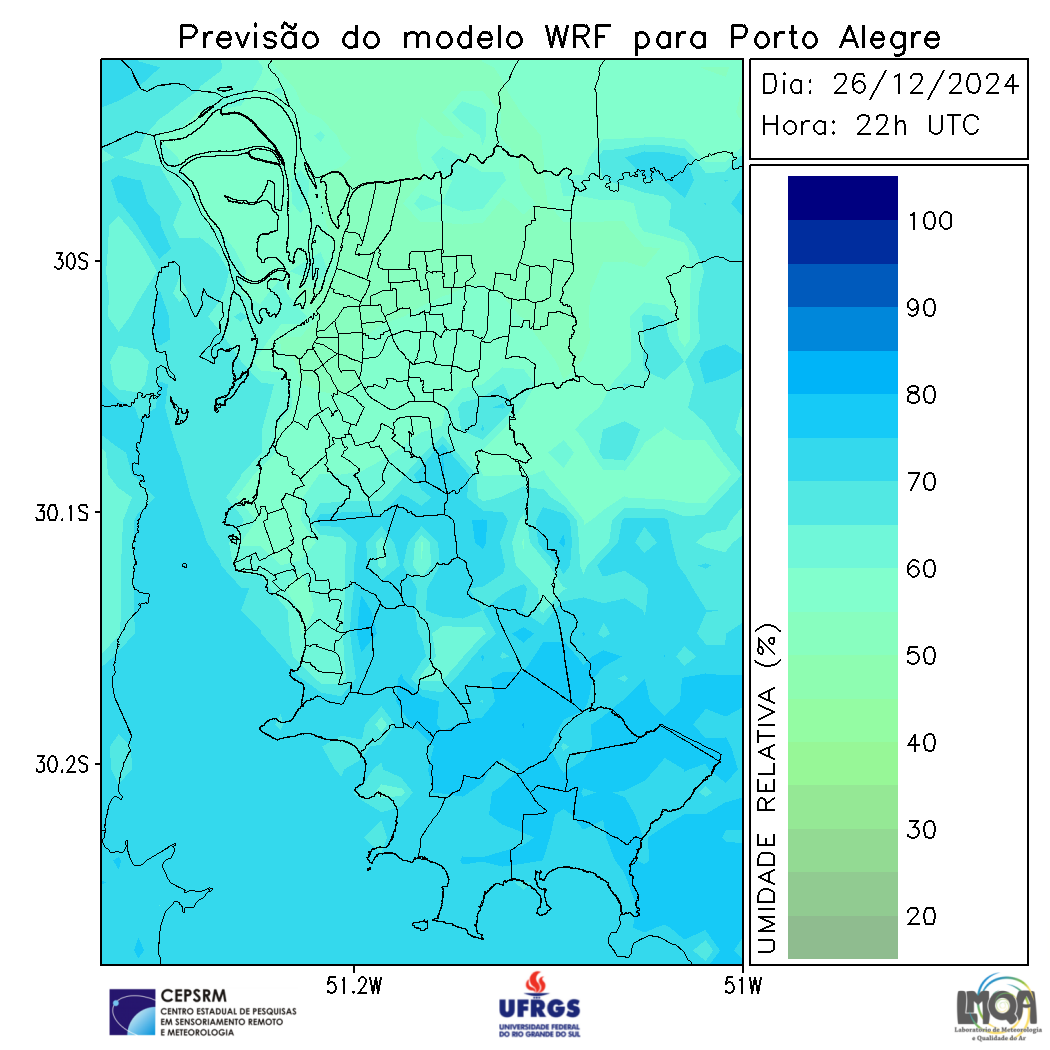 Previsão do modelo WRF para Porto Alegre
Dia: 26/12/2024
Hora: 22h UTC
100
90
80
70
60
50
40
30
20
UMIDADE RELATIVA (%)
30S
30.1S
30.2S
51.2W
51W
CEPSRM
CENTRO ESTADUAL DE PESQUISAS
EM SENSORIAMENTO REMOTO
E METEOROLOGIA
UFRGS
UNIVERSIDADE FEDERAL
DO RIO GRANDE DO SUL
LMQA
Laboratório de Meteorologia
e Qualidade do Ar